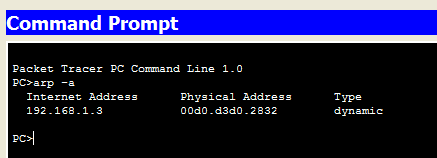 Command Prompt
Packet Tracer PC Command Line 1.0
PC>arp -a
Internet Address Physical Address Type
192.168.1.3 00d0.d3d0.2832 dynamic
PC>